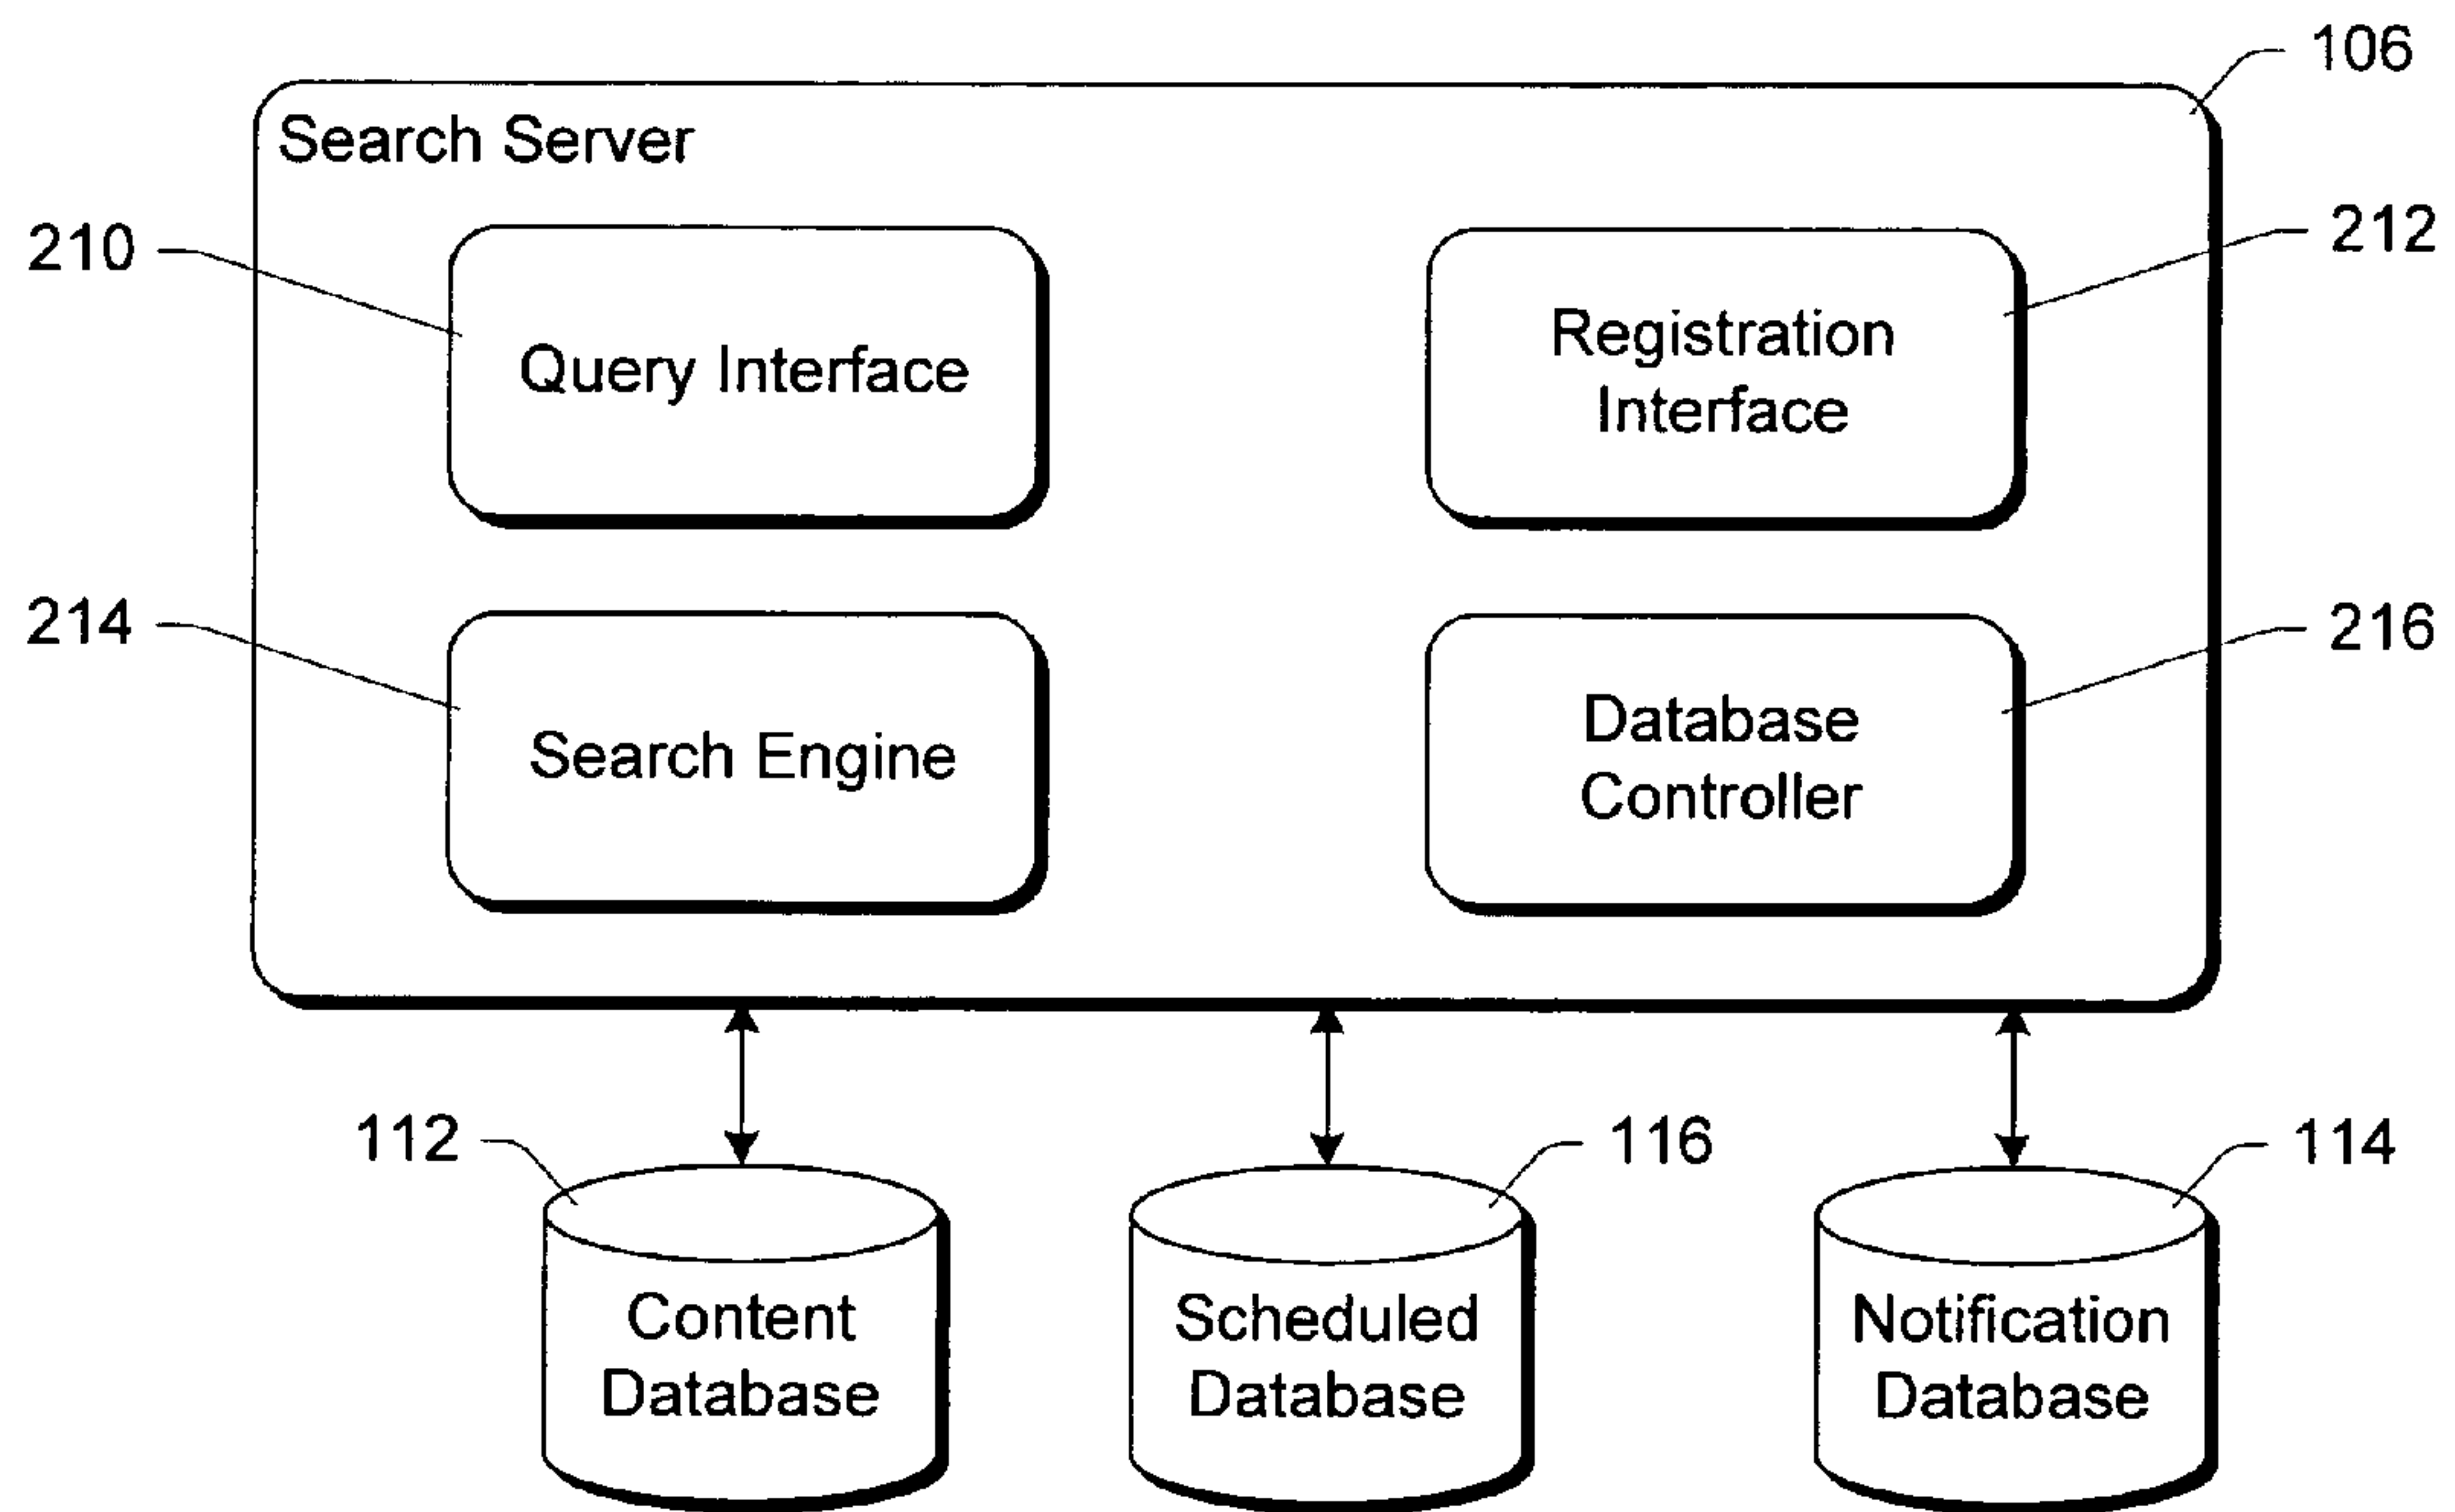 106
Search Server
210
212
Query Interface
Registration
Interface
214
216
Search Engine
Database
Controller
112
116
114
Content
Database
Scheduled
Database
Notification
Database